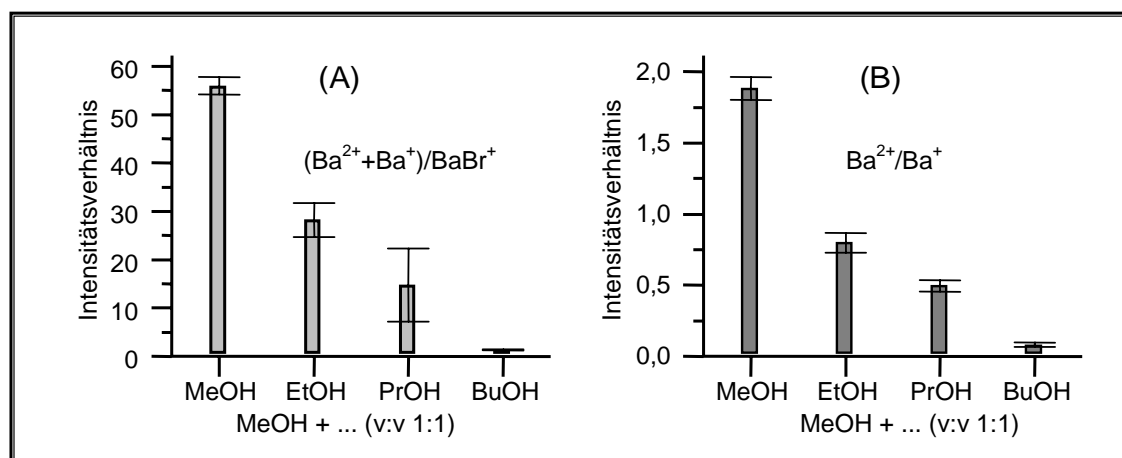 (A)
Intensitätsverhältnis
60
50
40
30
20
10
0
(Ba²⁺+Ba⁺)/BaBr⁺
MeOH EtOH PrOH BuOH
MeOH + ... (v:v 1:1)
(B)
Intensitätsverhältnis
2,0
1,5
1,0
0,5
0,0
Ba²⁺/Ba⁺
MeOH EtOH PrOH BuOH
MeOH + ... (v:v 1:1)